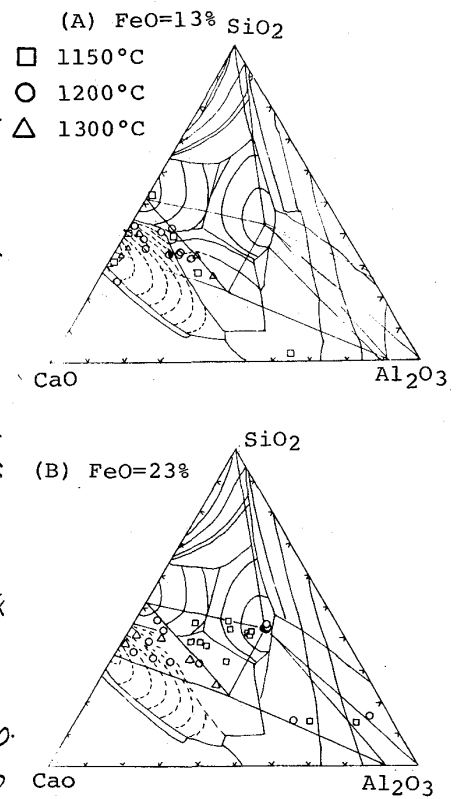 (A) FeO=13%
SiO2
□ 1150°C
○ 1200°C
△ 1300°C
CaO
Al2O3
(B) FeO=23%
SiO2
CaO
Al2O3